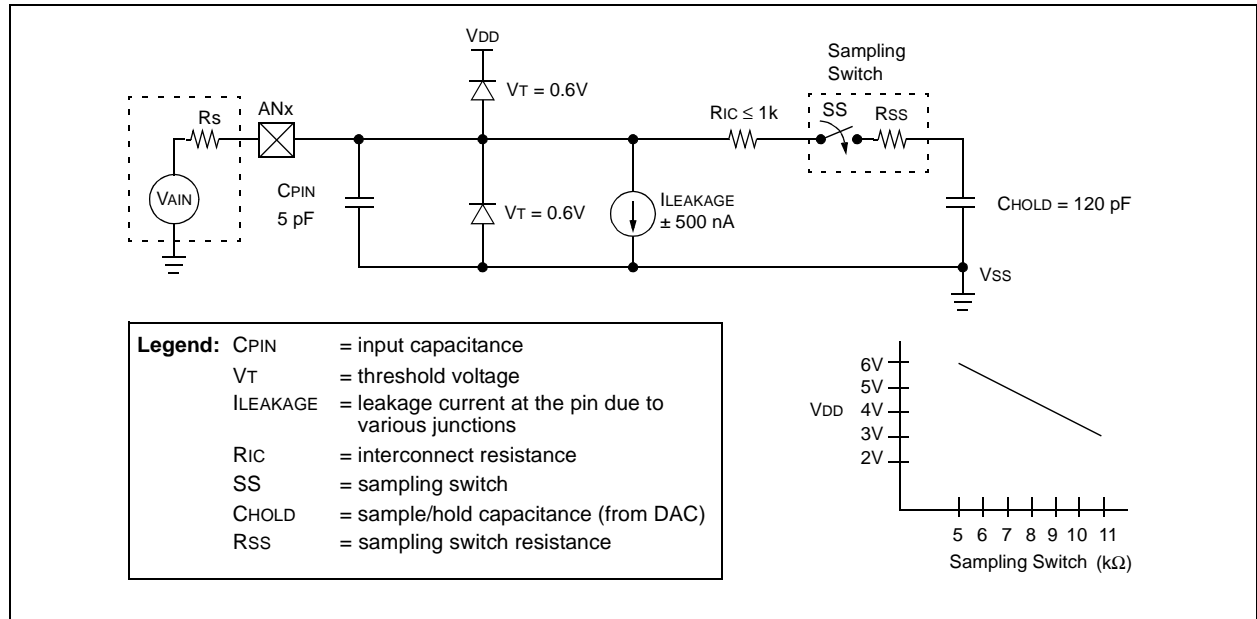 VDD
Sampling
Switch
VT = 0.6V
ANx
Rs
RIC ≤ 1k
SS
RSS
VAIN
CPIN
5 pF
VT = 0.6V
ILEAKAGE
± 500 nA
CHOLD = 120 pF
VSS
Legend: CPIN = input capacitance
VT = threshold voltage
ILEAKAGE = leakage current at the pin due to
various junctions
RIC = interconnect resistance
SS = sampling switch
CHOLD = sample/hold capacitance (from DAC)
RSS = sampling switch resistance
6V
5V
VDD 4V
3V
2V
5 6 7 8 9 10 11
Sampling Switch (kΩ)